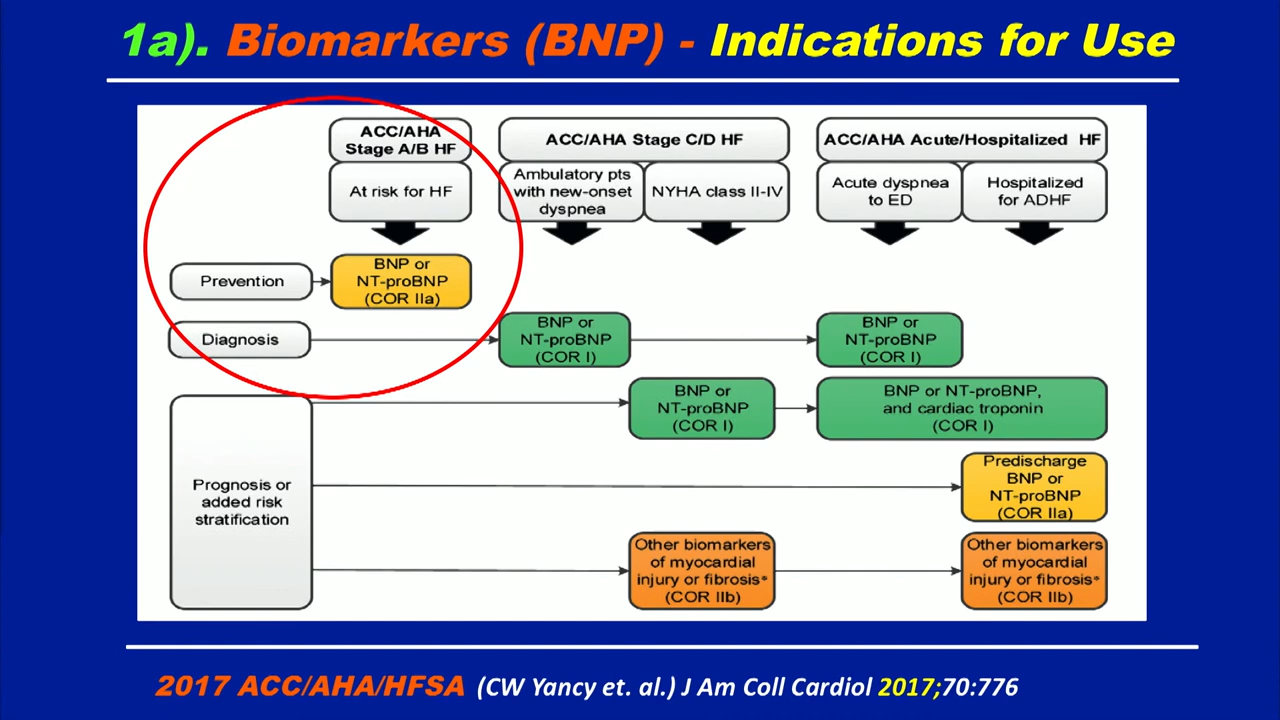 1a). Biomarkers (BNP) - Indications for Use
ACC/AHA
Stage A/B HF
ACC/AHA Stage C/D HF
ACC/AHA Acute/Hospitalized HF
At risk for HF
Ambulatory pts
with new-onset
dyspnea
NYHA class II-IV
Acute dyspnea
to ED
Hospitalized
for ADHF
Prevention
BNP or
NT-proBNP
(COR IIa)
Diagnosis
BNP or
NT-proBNP
(COR I)
BNP or
NT-proBNP
(COR I)
Prognosis or
added risk
stratification
BNP or
NT-proBNP
(COR I)
BNP or NT-proBNP,
and cardiac troponin
(COR I)
Predischarge
BNP or
NT-proBNP
(COR IIa)
Other biomarkers
of myocardial
injury or fibrosis*
(COR IIb)
Other biomarkers
of myocardial
injury or fibrosis*
(COR IIb)
2017 ACC/AHA/HFSA (CW Yancy et. al.) J Am Coll Cardiol 2017;70:776